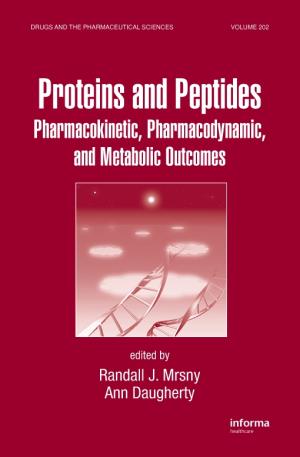 DRUGS AND THE PHARMACEUTICAL SCIENCES VOLUME 202
Proteins and Peptides
Pharmacokinetic, Pharmacodynamic,
and Metabolic Outcomes
edited by
Randall J. Mrsny
Ann Daugherty
informa
healthcare